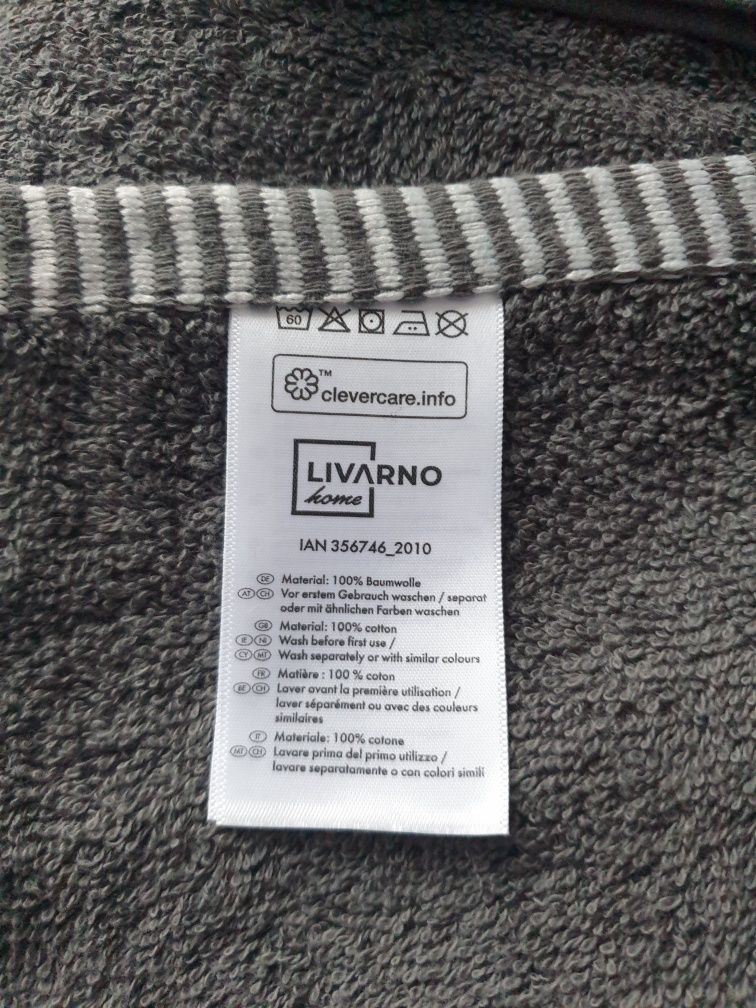 60
™
clevercare.info
LIVARNO
home
IAN 356746_2010
DE Material: 100% Baumwolle
AT CH Vor erstem Gebrauch waschen / separat
oder mit ähnlichen Farben waschen
GB Material: 100% cotton
IE NI Wash before first use /
CY MT Wash separately or with similar colours
FR Matière : 100 % coton
BE CH Laver avant la première utilisation /
laver séparément ou avec des couleurs
similaires
IT Materiale: 100% cotone
MT CH Lavare prima del primo utilizzo /
lavare separatamente o con colori simili